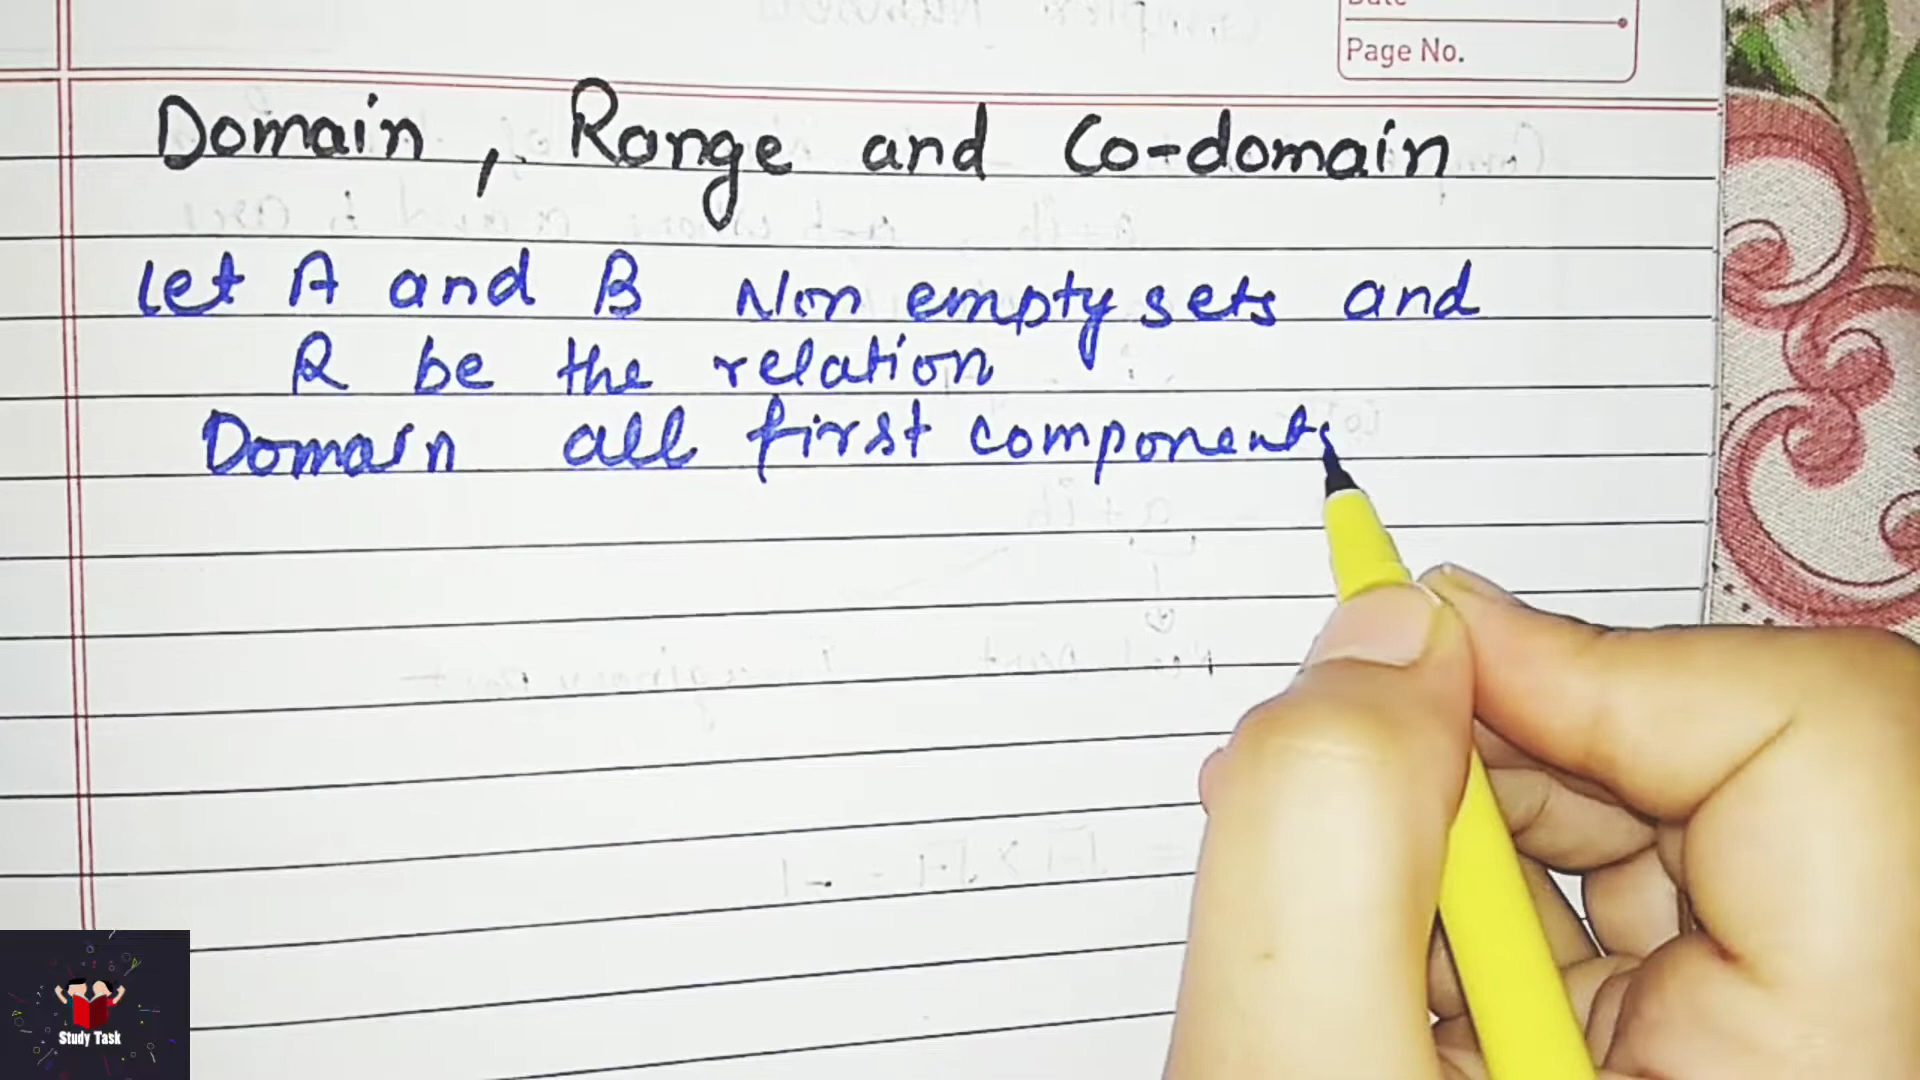 Page No.
Domain, Range and Co-domain
let A and B Non empty sets and
R be the relation
Domain all first components
Study Task